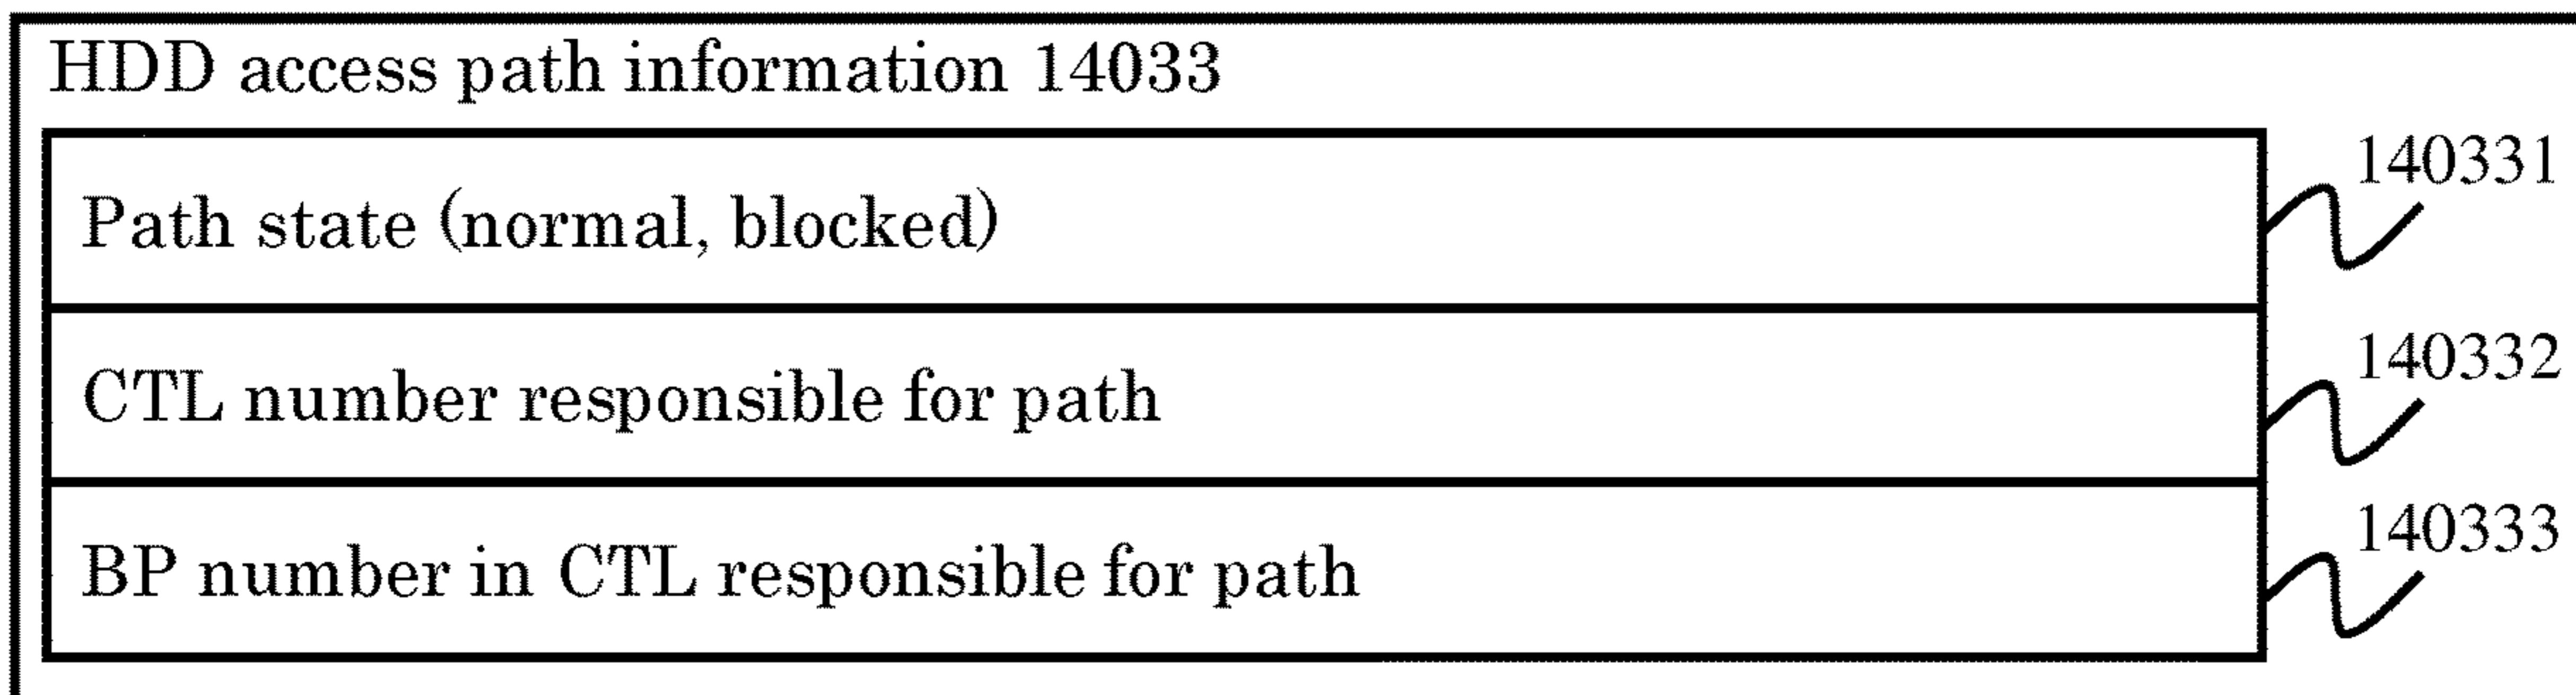 HDD access path information 14033
Path state (normal, blocked)
140331
CTL number responsible for path
140332
BP number in CTL responsible for path
140333